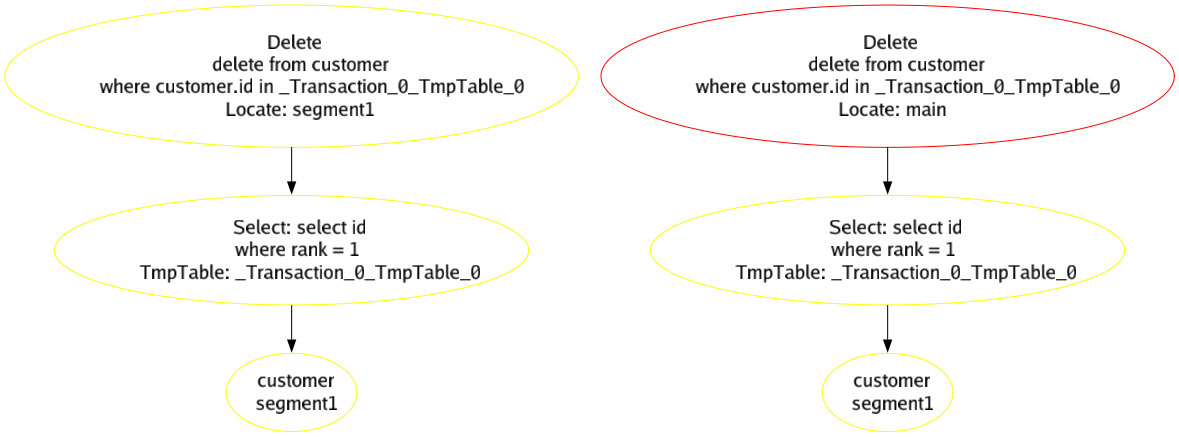 Delete
delete from customer
where customer.id in _Transaction_0_TmpTable_0
Locate: segment1
Select: select id
where rank = 1
TmpTable: _Transaction_0_TmpTable_0
customer
segment1
Delete
delete from customer
where customer.id in _Transaction_0_TmpTable_0
Locate: main
Select: select id
where rank = 1
TmpTable: _Transaction_0_TmpTable_0
customer
segment1